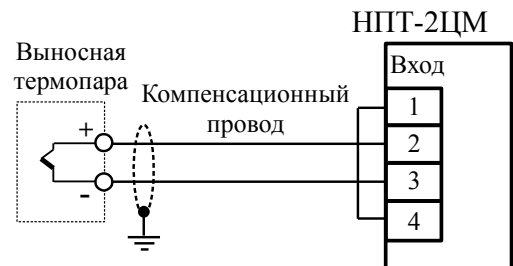 НПТ-2ЦМ
Выносная
термопара
Вход
Компенсационный
провод
1
2
3
4
+
-